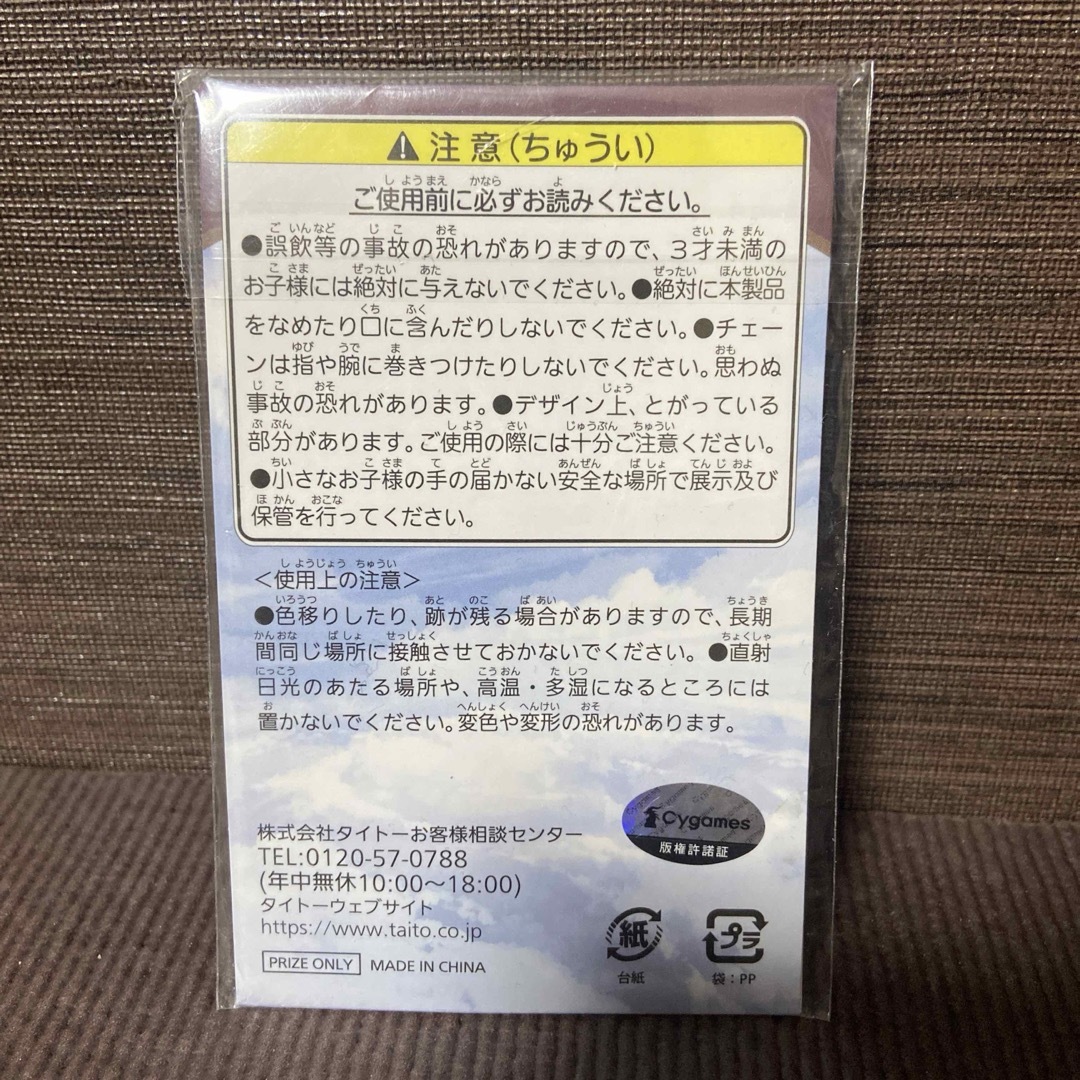 注意(ちゅうい)
ご使用前に必ずお読みください。
●誤飲等の事故の恐れがありますので、3才未満の
お子様には絶対に与えないでください。●絶対に本製品
をなめたり口に含んだりしないでください。●チェー
ンは指や腕に巻きつけたりしないでください。思わぬ
事故の恐れがあります。●デザイン上、とがっている
部分があります。ご使用の際には十分ご注意ください。
●小さなお子様の手の届かない安全な場所で展示及び
保管を行ってください。
＜使用上の注意＞
●色移りしたり、跡が残る場合がありますので、長期
間同じ場所に接触させておかないでください。●直射
日光のあたる場所や、高温・多湿になるところには
置かないでください。変色や変形の恐れがあります。
Cygames
版権許諾証
株式会社タイトーお客様相談センター
TEL:0120-57-0788
(年中無休10:00～18:00)
タイトーウェブサイト
https://www.taito.co.jp
PRIZE ONLY MADE IN CHINA
紙
台紙
プラ
袋：PP